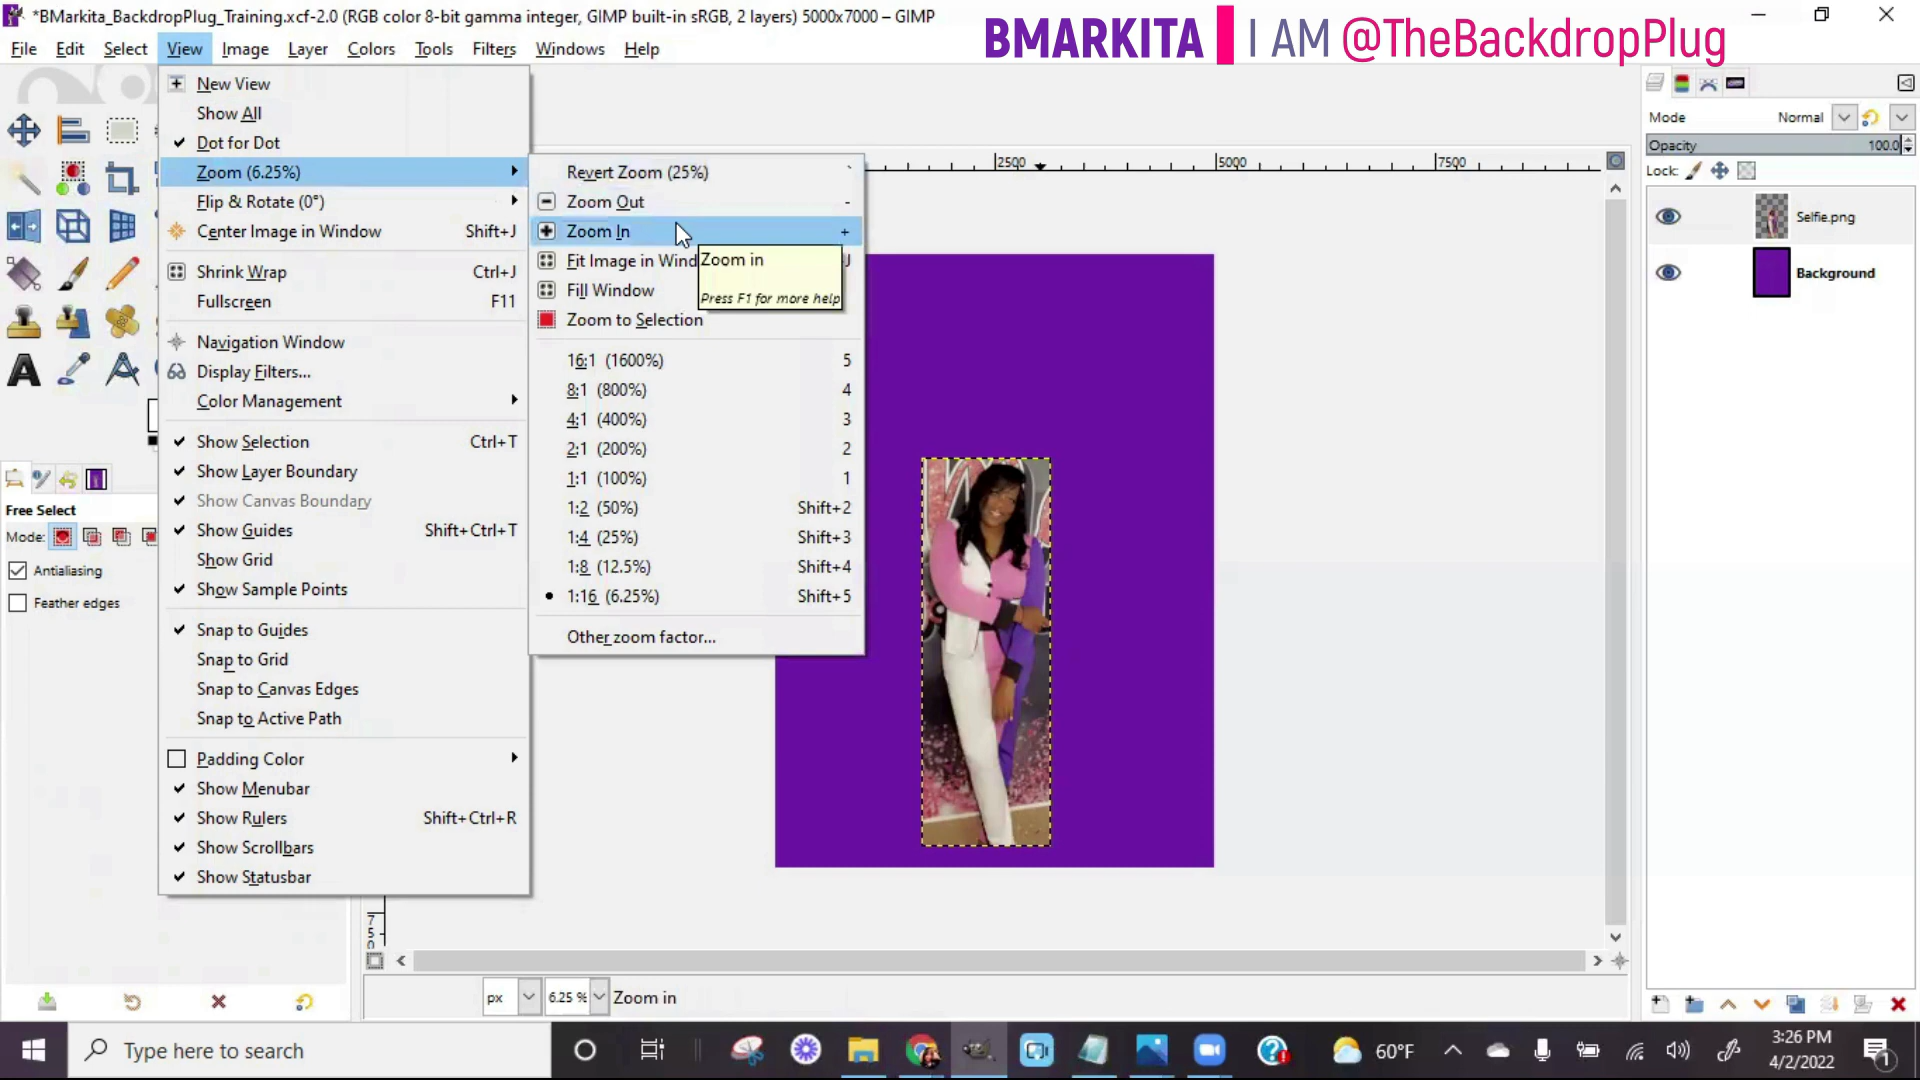 *BMarkita_BackdropPlug_Training.xcf-2.0 (RGB color 8-bit gamma integer, GIMP built-in sRGB, 2 layers) 5000x7000 – GIMP
BMARKITA I AM @TheBackdropPlug
File Edit Select View Image Layer Colors Tools Filters Windows Help
New View
Show All
Dot for Dot
Zoom (6.25%)
Flip & Rotate (0°)
Center Image in Window Shift+J
Shrink Wrap Ctrl+J
Fullscreen F11
Navigation Window
Display Filters...
Color Management
Show Selection Ctrl+T
Show Layer Boundary
Show Canvas Boundary
Show Guides Shift+Ctrl+T
Show Grid
Show Sample Points
Snap to Guides
Snap to Grid
Snap to Canvas Edges
Snap to Active Path
Padding Color
Show Menubar
Show Rulers Shift+Ctrl+R
Show Scrollbars
Show Statusbar
Revert Zoom (25%) `
Zoom Out -
Zoom In +
Fit Image in Wind J
Fill Window
Zoom to Selection
16:1 (1600%) 5
8:1 (800%) 4
4:1 (400%) 3
2:1 (200%) 2
1:1 (100%) 1
1:2 (50%) Shift+2
1:4 (25%) Shift+3
1:8 (12.5%) Shift+4
1:16 (6.25%) Shift+5
Other zoom factor...
Zoom in
Press F1 for more help
2500 5000 7500
750
Free Select
Mode:
Antialiasing
Feather edges
Mode Normal
Opacity 100.0
Lock:
Selfie.png
Background
px 6.25 % Zoom in
Type here to search
60°F
3:26 PM
4/2/2022
1